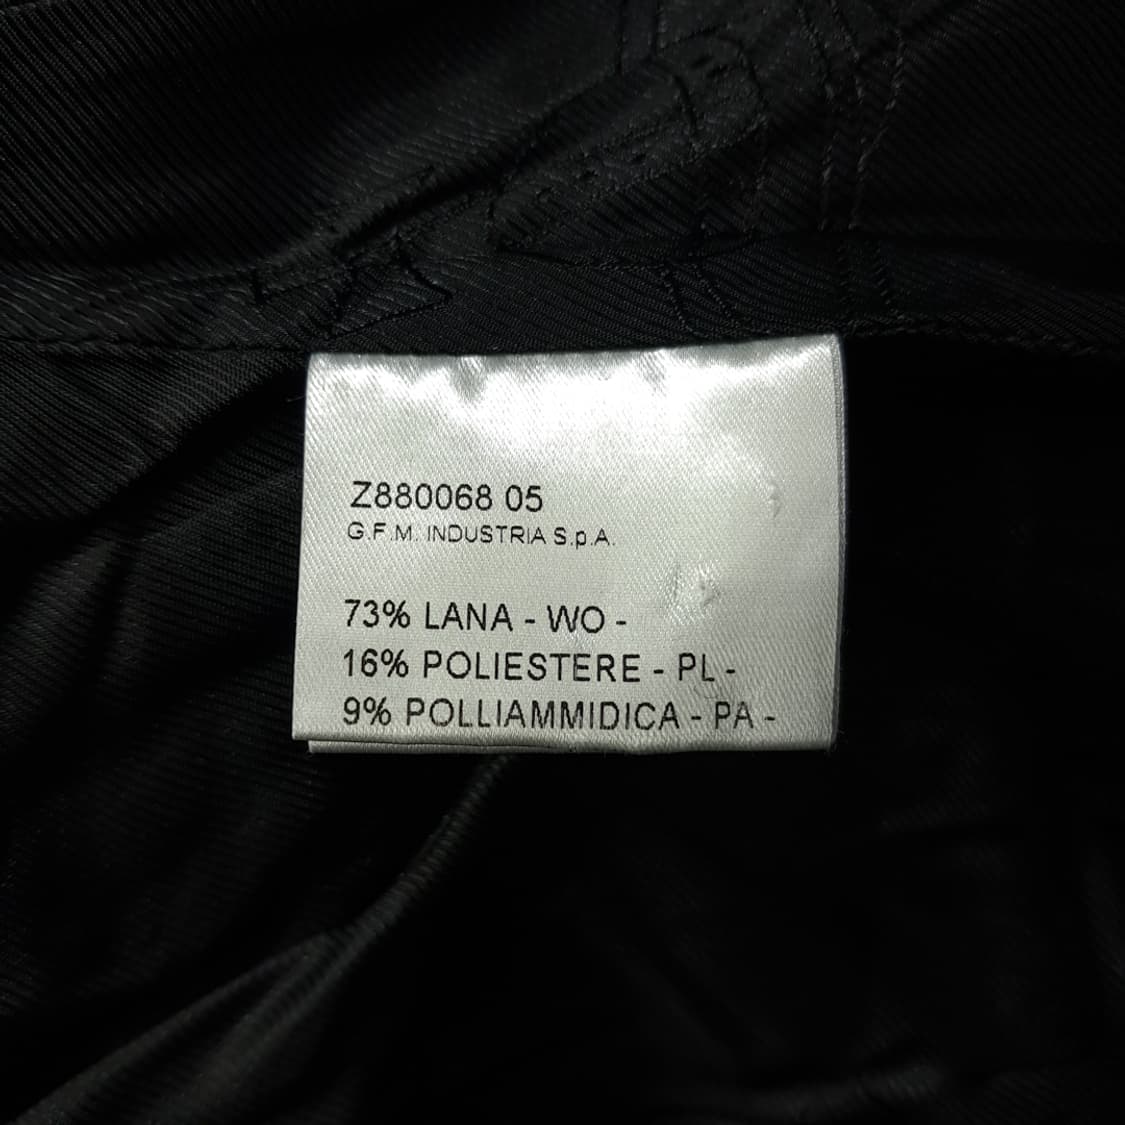 Z880068 05
G.F.M. INDUSTRIA S.p.A.
73% LANA - WO -
16% POLIESTERE - PL -
9% POLLIAMMIDICA - PA -